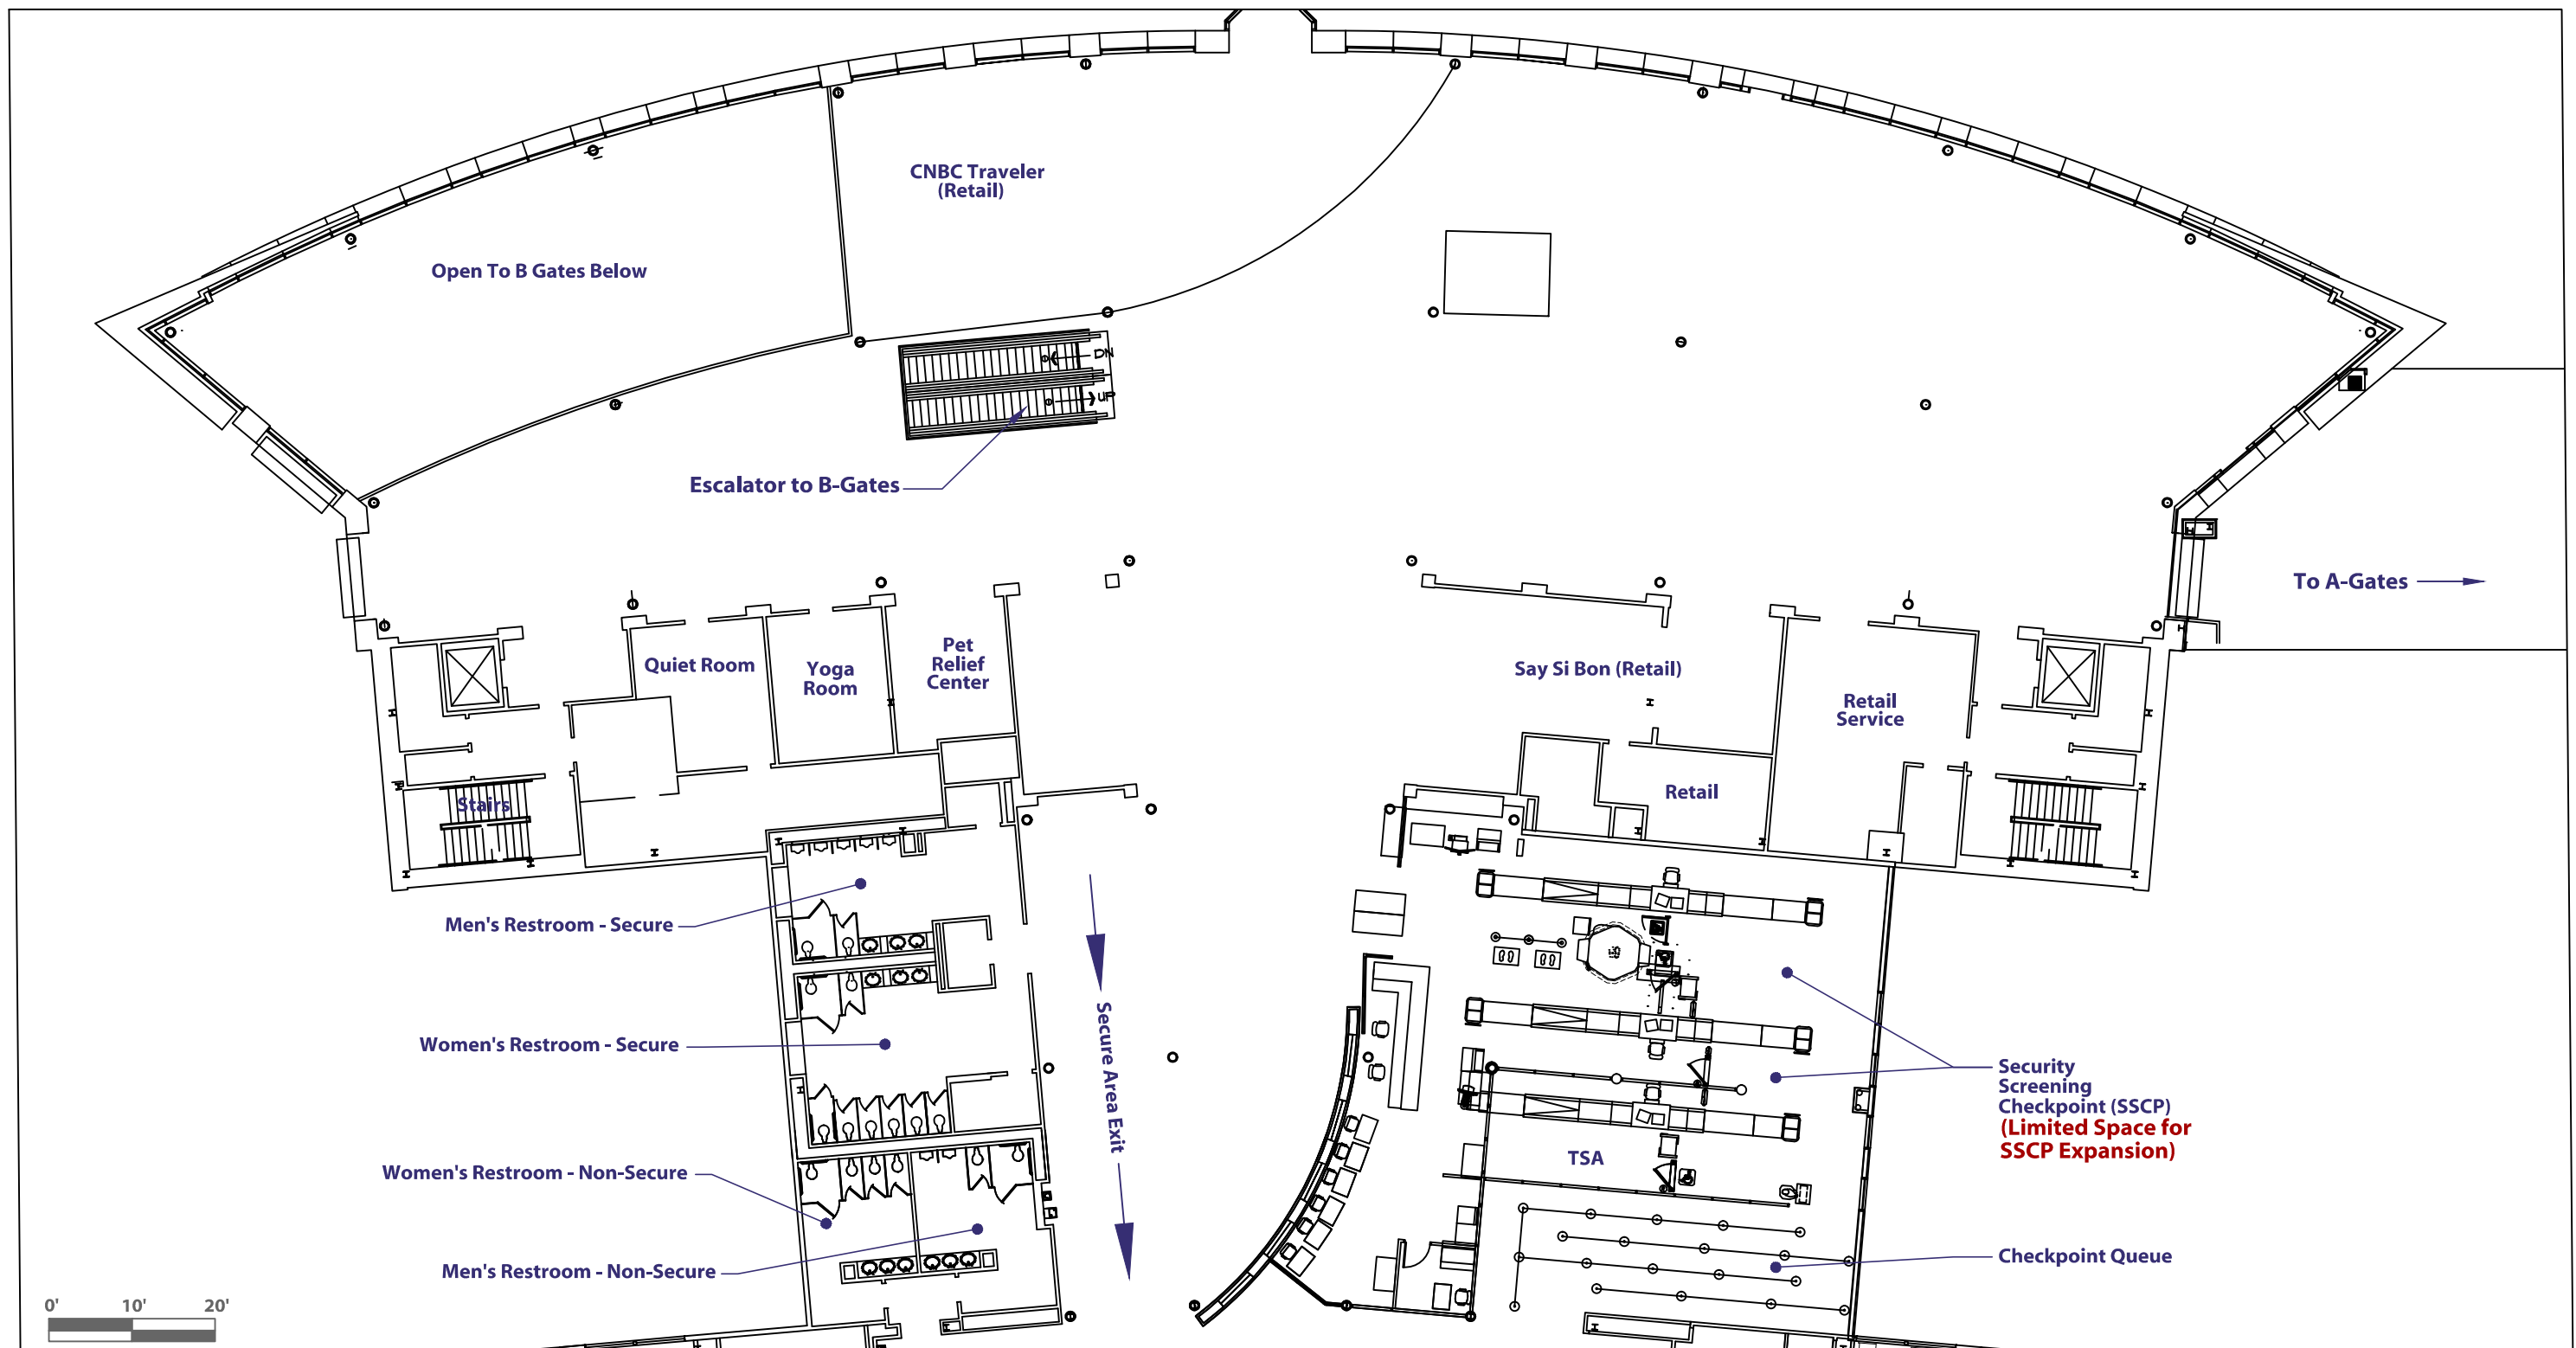 CNBC Traveler
(Retail)
Open To B Gates Below
DN
UP
Escalator to B-Gates
To A-Gates
Quiet Room
Yoga
Room
Pet
Relief
Center
Say Si Bon (Retail)
Retail
Service
Stairs
Retail
Men's Restroom - Secure
Women's Restroom - Secure
Secure Area Exit
Security
Screening
Checkpoint (SSCP)
(Limited Space for
SSCP Expansion)
TSA
Women's Restroom - Non-Secure
Men's Restroom - Non-Secure
Checkpoint Queue
0' 10' 20'